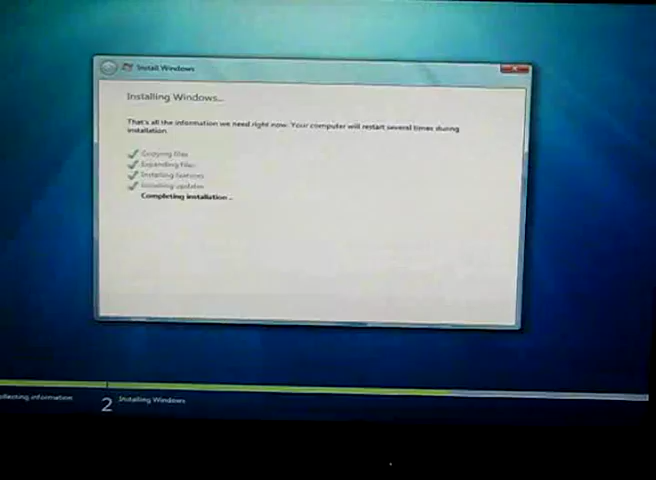 Install Windows
Installing Windows...
That's all the information we need right now. Your computer will restart several times during
installation.
Copying files
Expanding files
Installing features
Installing updates
Completing installation ...
ollecting information
2 Installing Windows